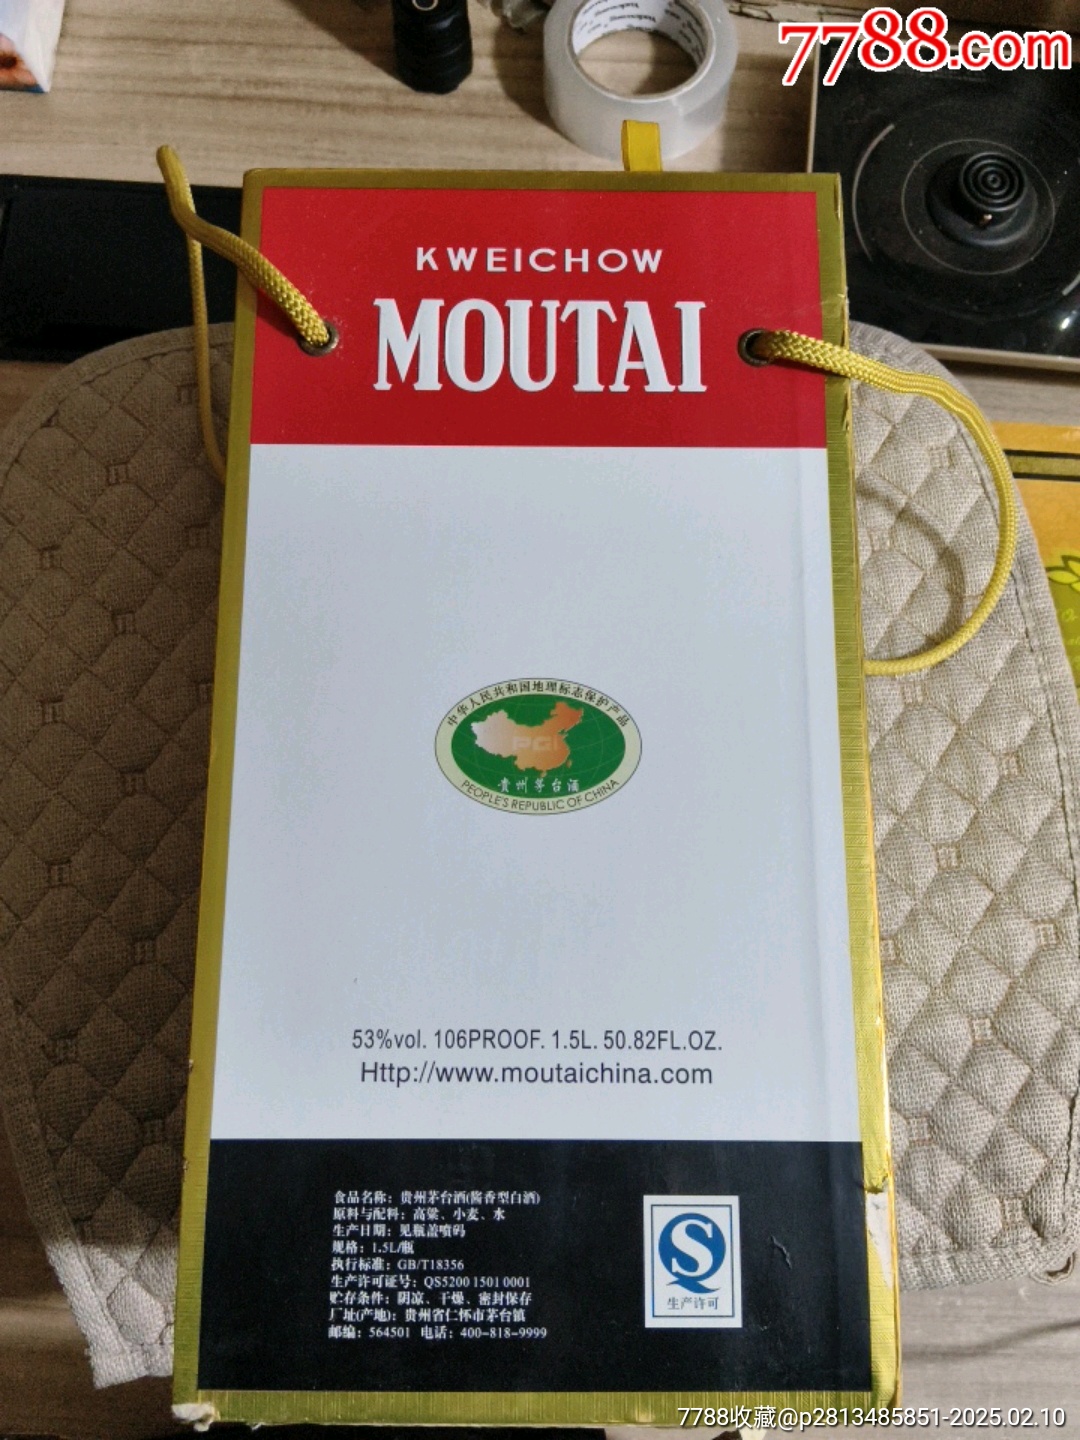 7788.com
KWEICHOW
MOUTAI
中华人民共和国地理标志保护产品
PGI
贵州茅台酒
PEOPLE'S REPUBLIC OF CHINA
53%vol. 106PROOF. 1.5L. 50.82FL.OZ.
Http://www.moutaichina.com
食品名称：贵州茅台酒(酱香型白酒)
原料与配料：高粱、小麦、水
生产日期：见瓶盖喷码
规格：1.5L/瓶
执行标准：GB/T18356
生产许可证号：QS5200 1501 0001
贮存条件：阴凉、干燥、密封保存
厂址(产地)：贵州省仁怀市茅台镇
邮编：564501 电话：400-818-9999
生产许可
7788收藏@p2813485851-2025.02.10